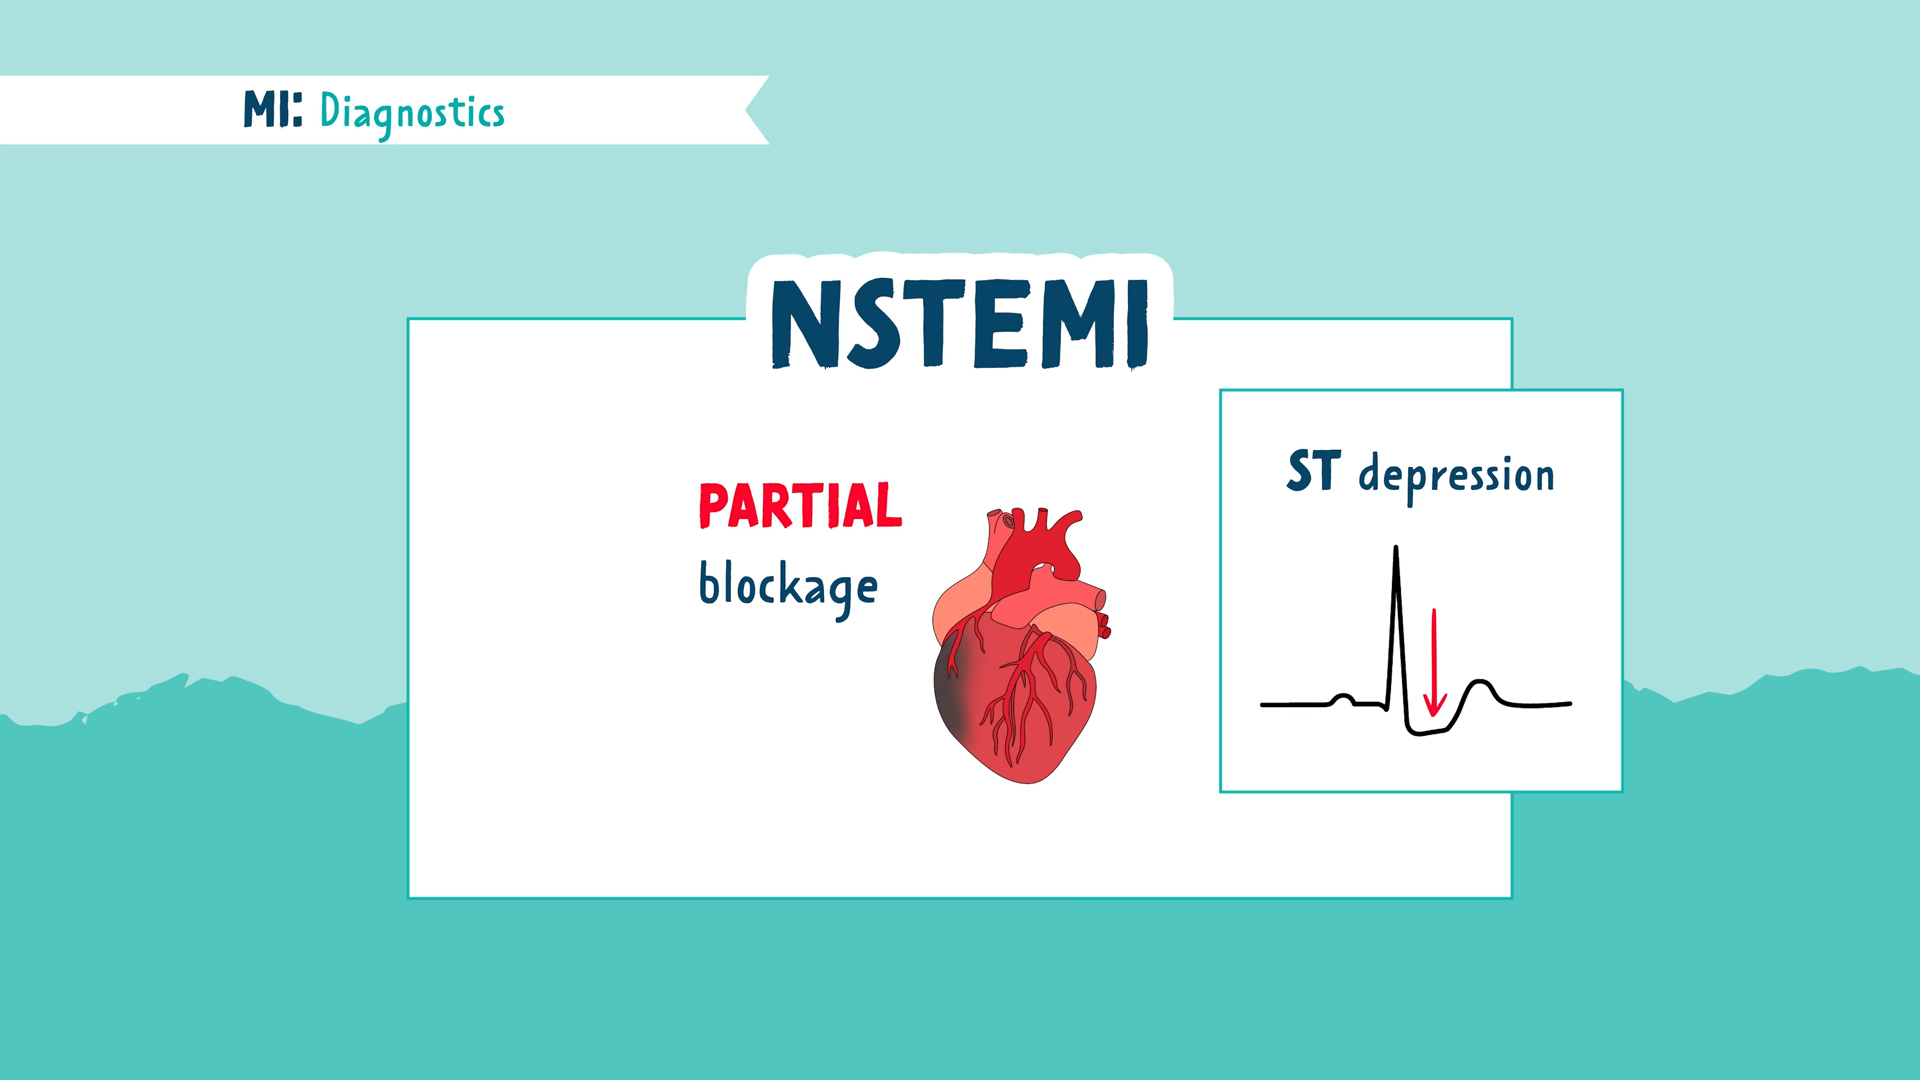 MI: Diagnostics
NSTEMI
PARTIAL
blockage
ST depression